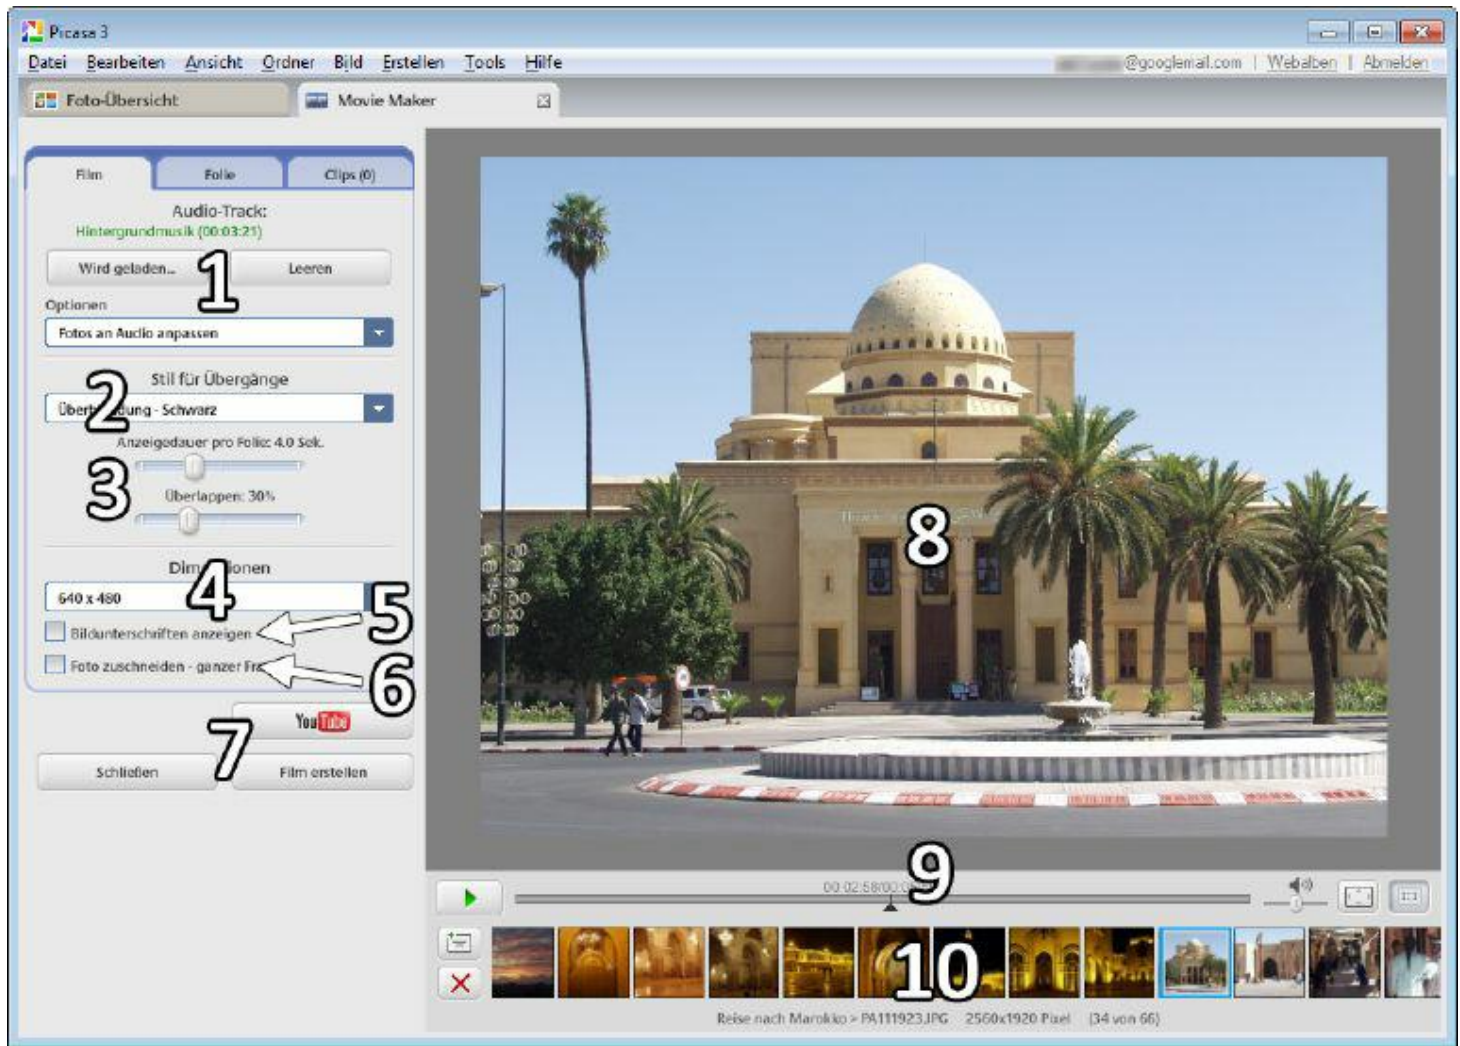 Picasa 3
Datei Bearbeiten Ansicht Ordner Bild Erstellen Tools Hilfe
@googlemail.com | Webalben | Abmelden
Foto-Übersicht
Movie Maker
Film Folie Clips (0)
Audio-Track:
Hintergrundmusik (00:03:21)
Wird geladen... 1 Leeren
Optionen
Fotos an Audio anpassen
Stil für Übergänge
2
- Schwarz
Anzeigedauer pro Folie: 4.0 Sek.
3
Überlappen: 30%
4
640 x 480
5
Bildunterschriften anzeigen
Foto zuschneiden - ganzer
6
YouTube
7
Schließen Film erstellen
8
9
00:02:58/00:
10
Reise nach Marokko > PA111923.JPG 2560x1920 Pixel (34 von 66)